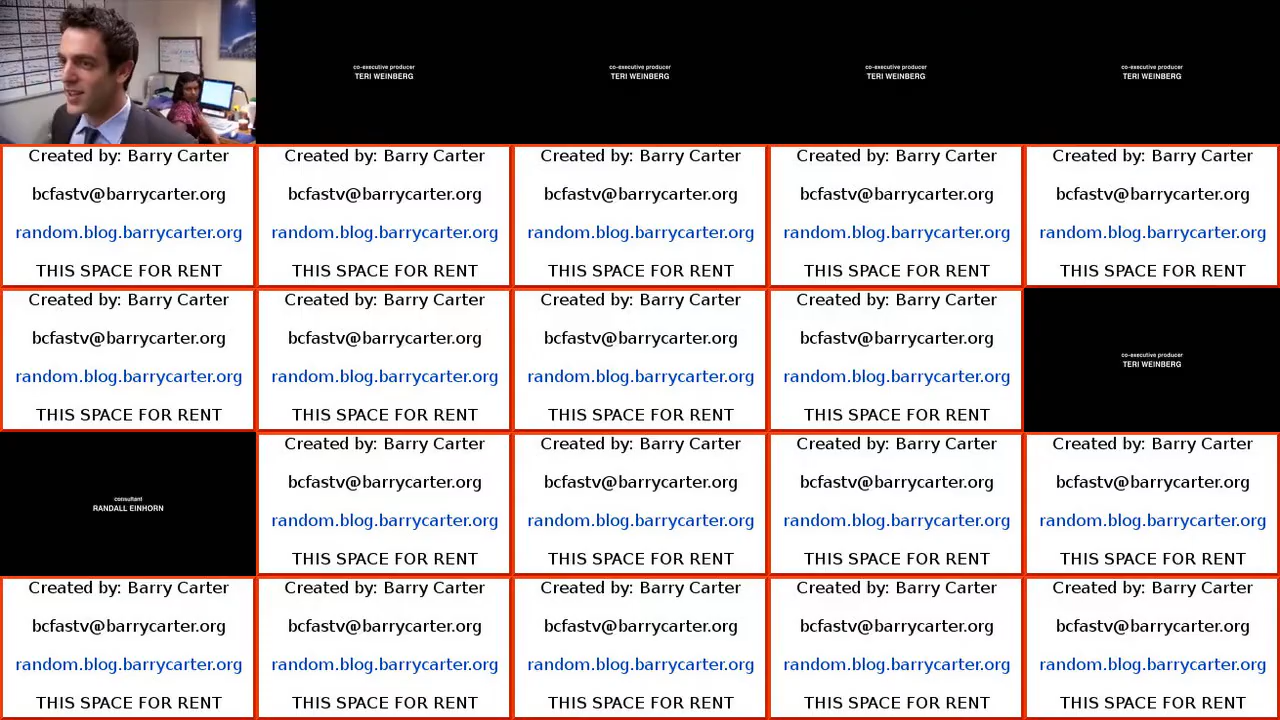 co-executive producer
TERI WEINBERG
co-executive producer
TERI WEINBERG
co-executive producer
TERI WEINBERG
co-executive producer
TERI WEINBERG
Created by: Barry Carter
bcfastv@barrycarter.org
random.blog.barrycarter.org
THIS SPACE FOR RENT
Created by: Barry Carter
bcfastv@barrycarter.org
random.blog.barrycarter.org
THIS SPACE FOR RENT
Created by: Barry Carter
bcfastv@barrycarter.org
random.blog.barrycarter.org
THIS SPACE FOR RENT
Created by: Barry Carter
bcfastv@barrycarter.org
random.blog.barrycarter.org
THIS SPACE FOR RENT
Created by: Barry Carter
bcfastv@barrycarter.org
random.blog.barrycarter.org
THIS SPACE FOR RENT
Created by: Barry Carter
bcfastv@barrycarter.org
random.blog.barrycarter.org
THIS SPACE FOR RENT
Created by: Barry Carter
bcfastv@barrycarter.org
random.blog.barrycarter.org
THIS SPACE FOR RENT
Created by: Barry Carter
bcfastv@barrycarter.org
random.blog.barrycarter.org
THIS SPACE FOR RENT
Created by: Barry Carter
bcfastv@barrycarter.org
random.blog.barrycarter.org
THIS SPACE FOR RENT
co-executive producer
TERI WEINBERG
consultant
RANDALL EINHORN
Created by: Barry Carter
bcfastv@barrycarter.org
random.blog.barrycarter.org
THIS SPACE FOR RENT
Created by: Barry Carter
bcfastv@barrycarter.org
random.blog.barrycarter.org
THIS SPACE FOR RENT
Created by: Barry Carter
bcfastv@barrycarter.org
random.blog.barrycarter.org
THIS SPACE FOR RENT
Created by: Barry Carter
bcfastv@barrycarter.org
random.blog.barrycarter.org
THIS SPACE FOR RENT
Created by: Barry Carter
bcfastv@barrycarter.org
random.blog.barrycarter.org
THIS SPACE FOR RENT
Created by: Barry Carter
bcfastv@barrycarter.org
random.blog.barrycarter.org
THIS SPACE FOR RENT
Created by: Barry Carter
bcfastv@barrycarter.org
random.blog.barrycarter.org
THIS SPACE FOR RENT
Created by: Barry Carter
bcfastv@barrycarter.org
random.blog.barrycarter.org
THIS SPACE FOR RENT
Created by: Barry Carter
bcfastv@barrycarter.org
random.blog.barrycarter.org
THIS SPACE FOR RENT